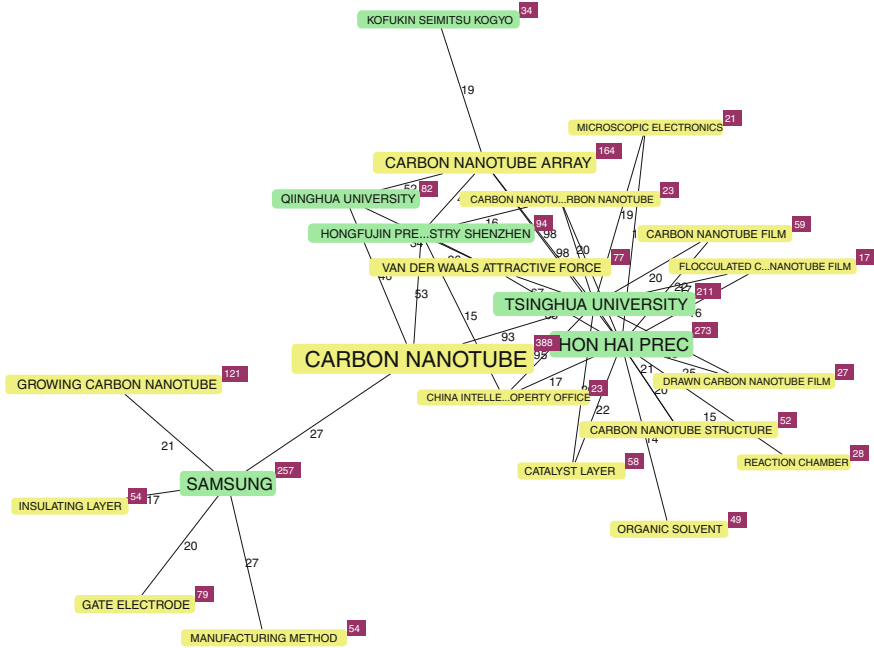 KOFUKIN SEIMITSU KOGYO 34
19
MICROSCOPIC ELECTRONICS 21
CARBON NANOTUBE ARRAY 164
QIINGHUA UNIVERSITY 82
CARBON NANOTU...RBON NANOTUBE 23
19
HONGFUJIN PRE...STRY SHENZHEN 94
16
98
CARBON NANOTUBE FILM 59
98
20
VAN DER WAALS ATTRACTIVE FORCE 77
FLOCCULATED C...NANOTUBE FILM 17
20
53
TSINGHUA UNIVERSITY 211
15
93
HON HAI PREC 273
CARBON NANOTUBE 388
95
21
GROWING CARBON NANOTUBE 121
17
DRAWN CARBON NANOTUBE FILM 27
CHINA INTELLE...OPERTY OFFICE 23
22
15
27
CARBON NANOTUBE STRUCTURE 52
14
21
REACTION CHAMBER 28
CATALYST LAYER 58
SAMSUNG 257
INSULATING LAYER 54
17
ORGANIC SOLVENT 49
20
27
GATE ELECTRODE 79
MANUFACTURING METHOD 54